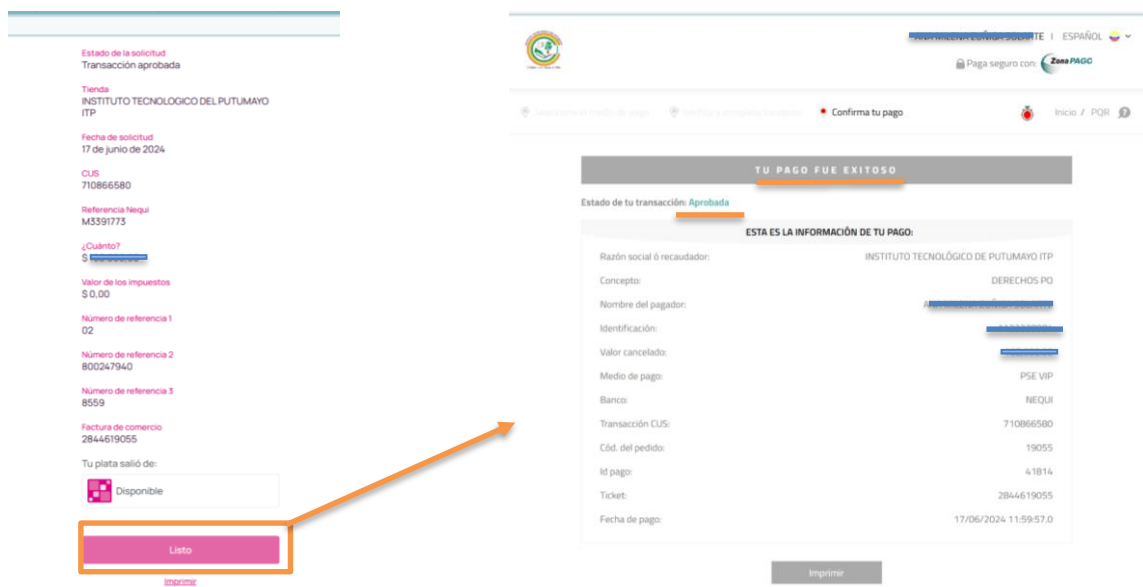 Estado de la solicitud
Transacción aprobada
Tienda
INSTITUTO TECNOLOGICO DEL PUTUMAYO
ITP
Fecha de solicitud
17 de junio de 2024
CUS
710866580
Referencia Nequi
M3391773
¿Cuánto?
$
Valor de los impuestos
$ 0,00
Número de referencia 1
02
Número de referencia 2
800247940
Número de referencia 3
8559
Factura de comercio
2844619055
Tu plata salió de:
Disponible
Listo
Imprimir
TE | ESPAÑOL
Paga seguro con: Zona PAGO
Confirma tu pago
Inicio / PQR
TU PAGO FUE EXITOSO
Estado de tu transacción: Aprobada
ESTA ES LA INFORMACIÓN DE TU PAGO:
Razón social ó recaudador: INSTITUTO TECNOLÓGICO DE PUTUMAYO ITP
Concepto: DERECHOS PO
Nombre del pagador:
Identificación:
Valor cancelado:
Medio de pago: PSE VIP
Banco: NEQUI
Transacción CUS: 710866580
Cód. del pedido: 19055
Id pago: 41814
Ticket: 2844619055
Fecha de pago: 17/06/2024 11:59:57.0
Imprimir